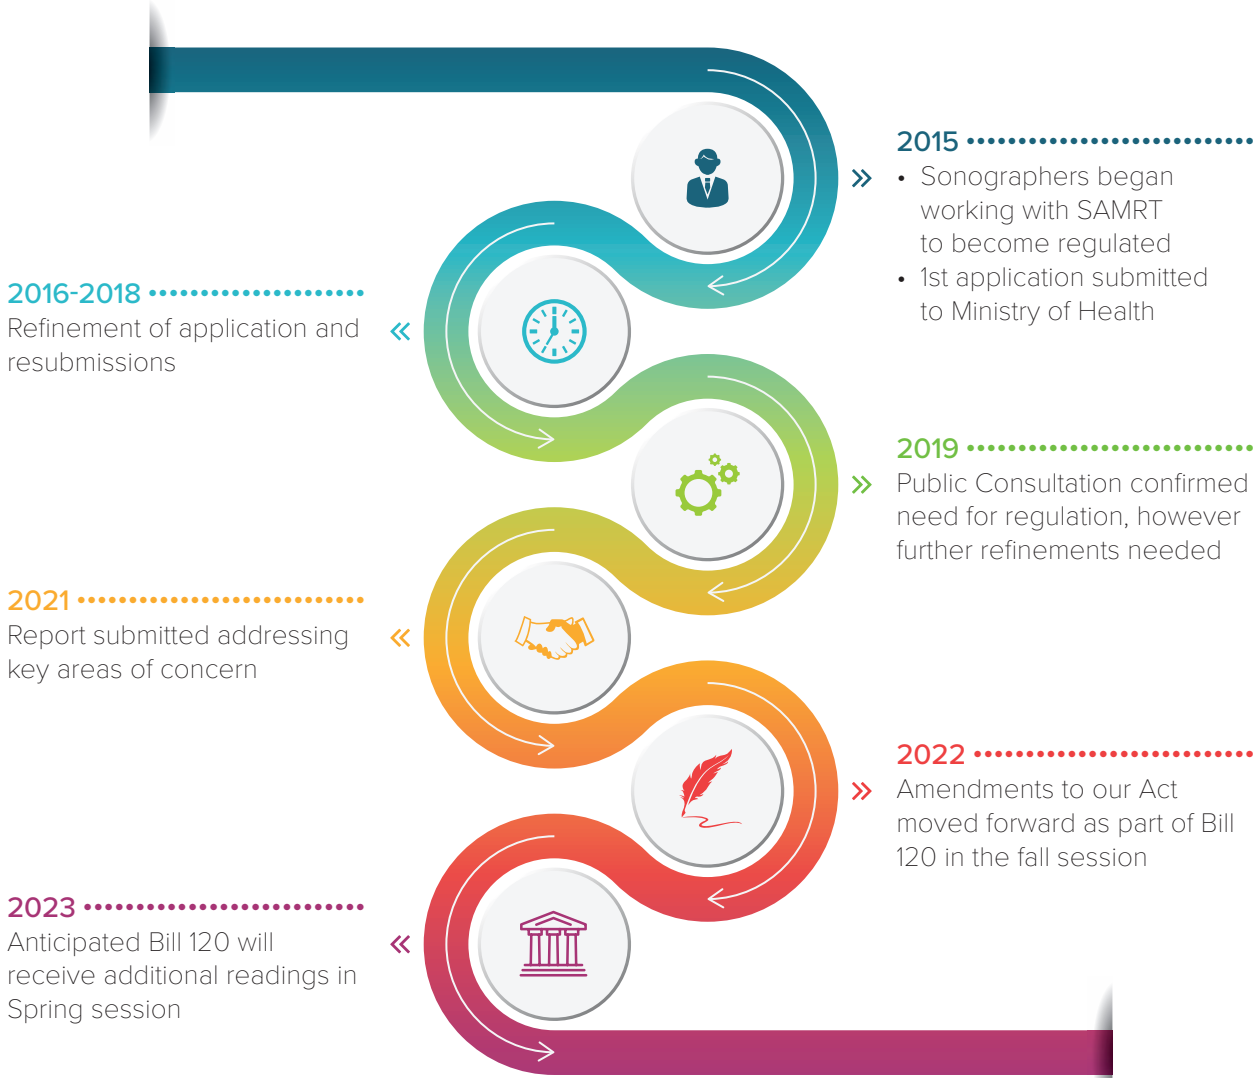 2015
• Sonographers began
working with SAMRT
to become regulated
• 1st application submitted
to Ministry of Health
2016-2018
Refinement of application and
resubmissions
2019
Public Consultation confirmed
need for regulation, however
further refinements needed
2021
Report submitted addressing
key areas of concern
2022
Amendments to our Act
moved forward as part of Bill
120 in the fall session
2023
Anticipated Bill 120 will
receive additional readings in
Spring session